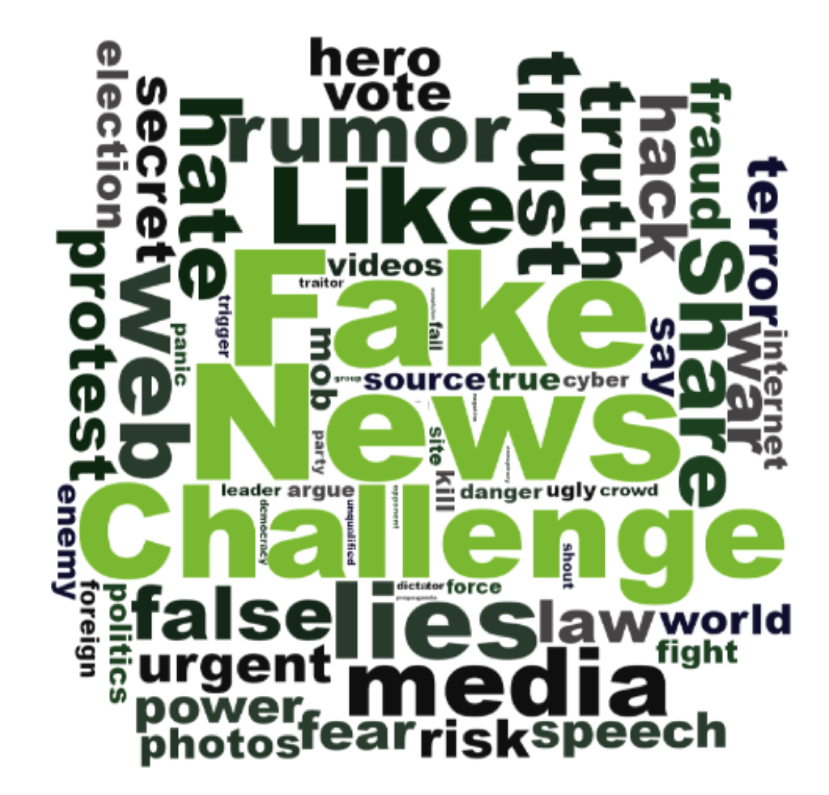 hero
vote
election
secret
hate
rumor
trust
truth
hack
fraud
terror
Like
protest
web
videos
traitor
Fake
trigger
panic
mob
fail
Share
say
war
internet
group
source true cyber
News
party
site
kill
leader argue
danger ugly crowd
enemy
Challenge
democracy
unqualified
opponent
shout
foreign
politics
false
lies
dictator force
propaganda
law world
urgent
fight
media
power
photos
fear
risk
speech